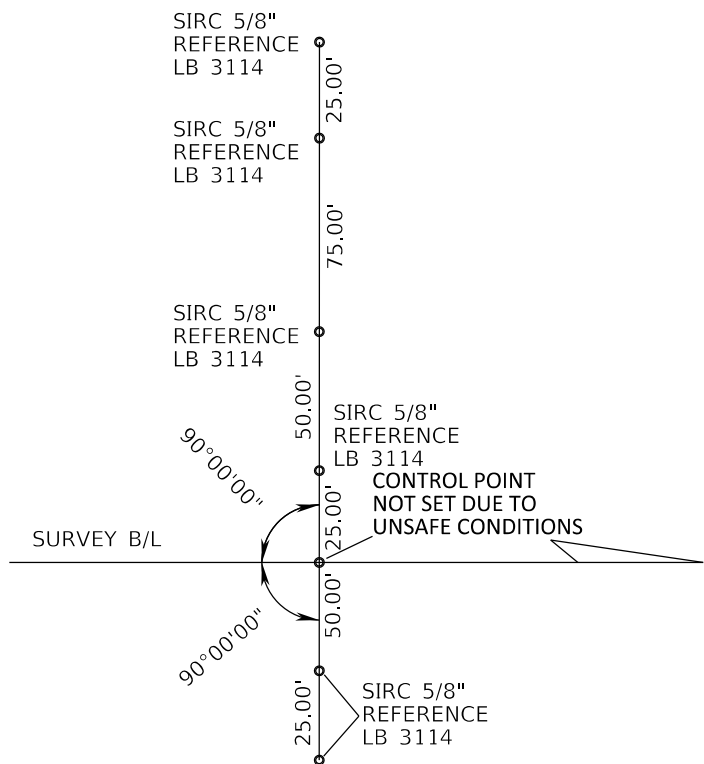 SIRC 5/8"
REFERENCE
LB 3114
25.00'
SIRC 5/8"
REFERENCE
LB 3114
75.00'
SIRC 5/8"
REFERENCE
LB 3114
50.00'
SIRC 5/8"
REFERENCE
LB 3114
90°00'00"
CONTROL POINT
NOT SET DUE TO
UNSAFE CONDITIONS
25.00'
SURVEY B/L
50.00'
90°00'00"
25.00'
SIRC 5/8"
REFERENCE
LB 3114